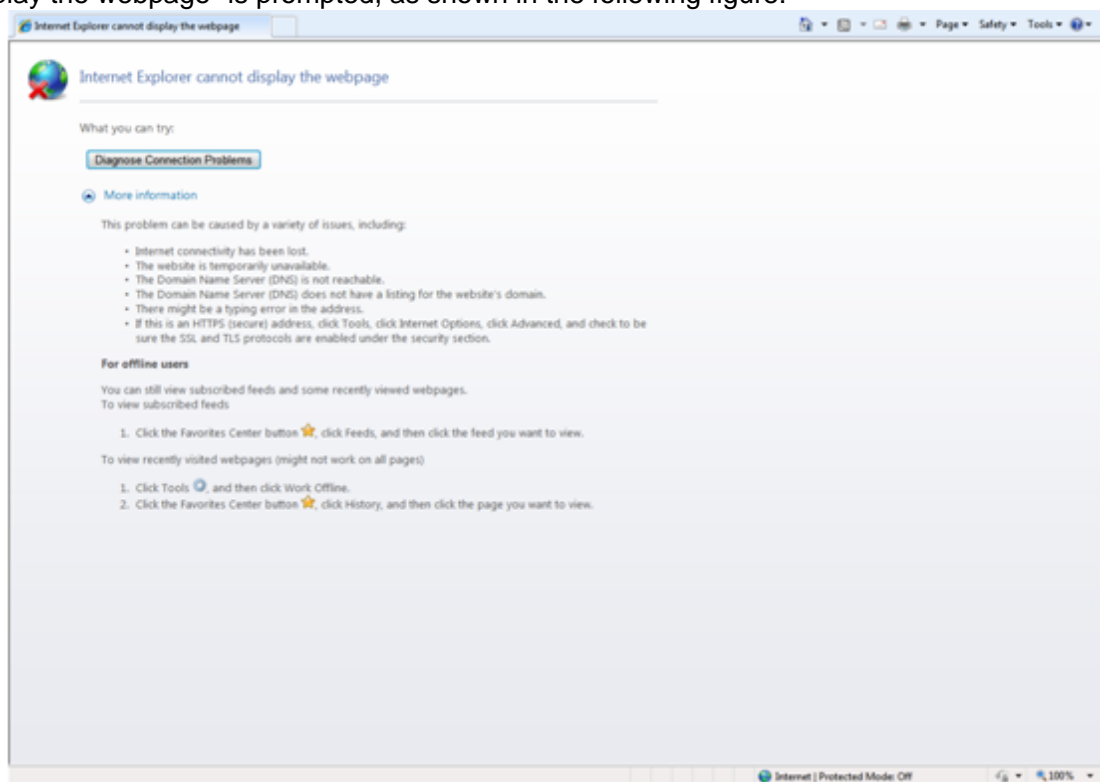 play the webpage" is prompted, as shown in the following figure.
Internet Explorer cannot display the webpage
Page Safety Tools
Internet Explorer cannot display the webpage
What you can try:
Diagnose Connection Problems
More information
This problem can be caused by a variety of issues, including:
• Internet connectivity has been lost.
• The website is temporarily unavailable.
• The Domain Name Server (DNS) is not reachable.
• The Domain Name Server (DNS) does not have a listing for the website's domain.
• There might be a typing error in the address.
• If this is an HTTPS (secure) address, click Tools, click Internet Options, click Advanced, and check to be
sure the SSL and TLS protocols are enabled under the security section.
For offline users
You can still view subscribed feeds and some recently viewed webpages.
To view subscribed feeds
1. Click the Favorites Center button , click Feeds, and then click the feed you want to view.
To view recently visited webpages (might not work on all pages)
1. Click Tools , and then click Work Offline.
2. Click the Favorites Center button , click History, and then click the page you want to view.
Internet | Protected Mode: Off
100%